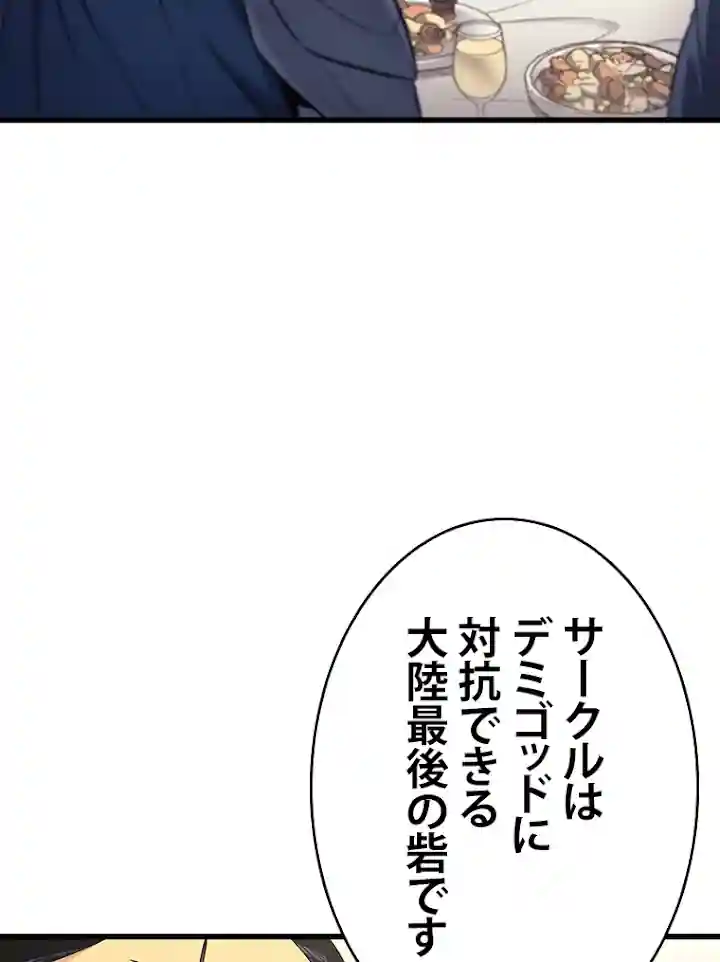 サークルは
デミゴッドに
対抗できる
大陸最後の砦です